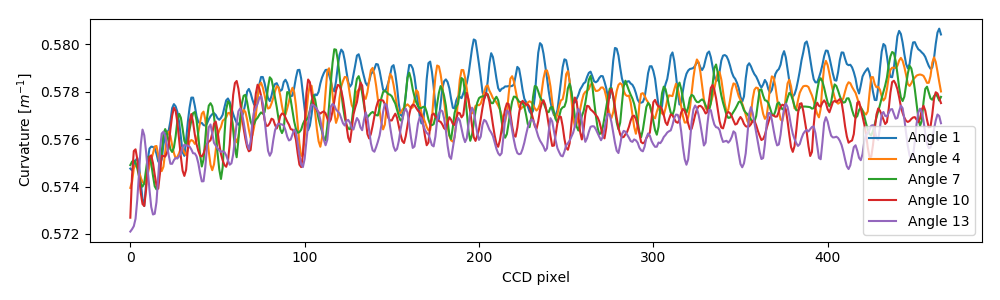 0.580
0.578
0.576
0.574
0.572
Curvature [m⁻¹]
0
100
200
300
400
CCD pixel
Angle 1
Angle 4
Angle 7
Angle 10
Angle 13